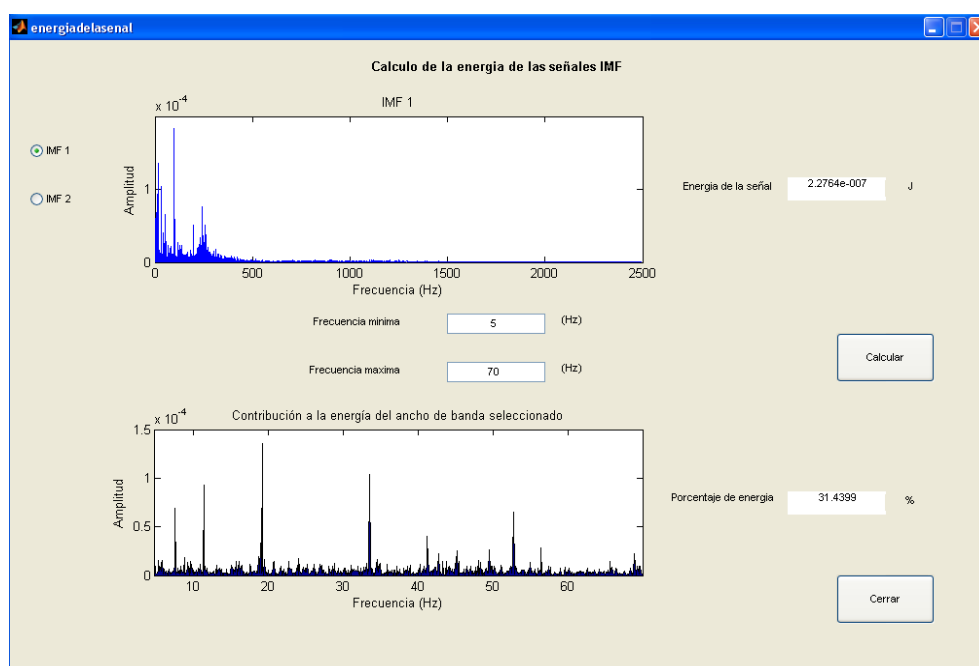 energiadelasenal
Calculo de la energia de las señales IMF
IMF 1
IMF 2
IMF 1
x 10^-4
Amplitud
1
0
0 500 1000 1500 2000 2500
Frecuencia (Hz)
Energia de la señal 2.2764e-007 J
Frecuencia minima 5 (Hz)
Frecuencia maxima 70 (Hz)
Calcular
Contribución a la energía del ancho de banda seleccionado
x 10^-4
Amplitud
1.5
1
0.5
0
10 20 30 40 50 60
Frecuencia (Hz)
Porcentaje de energia 31.4399 %
Cerrar